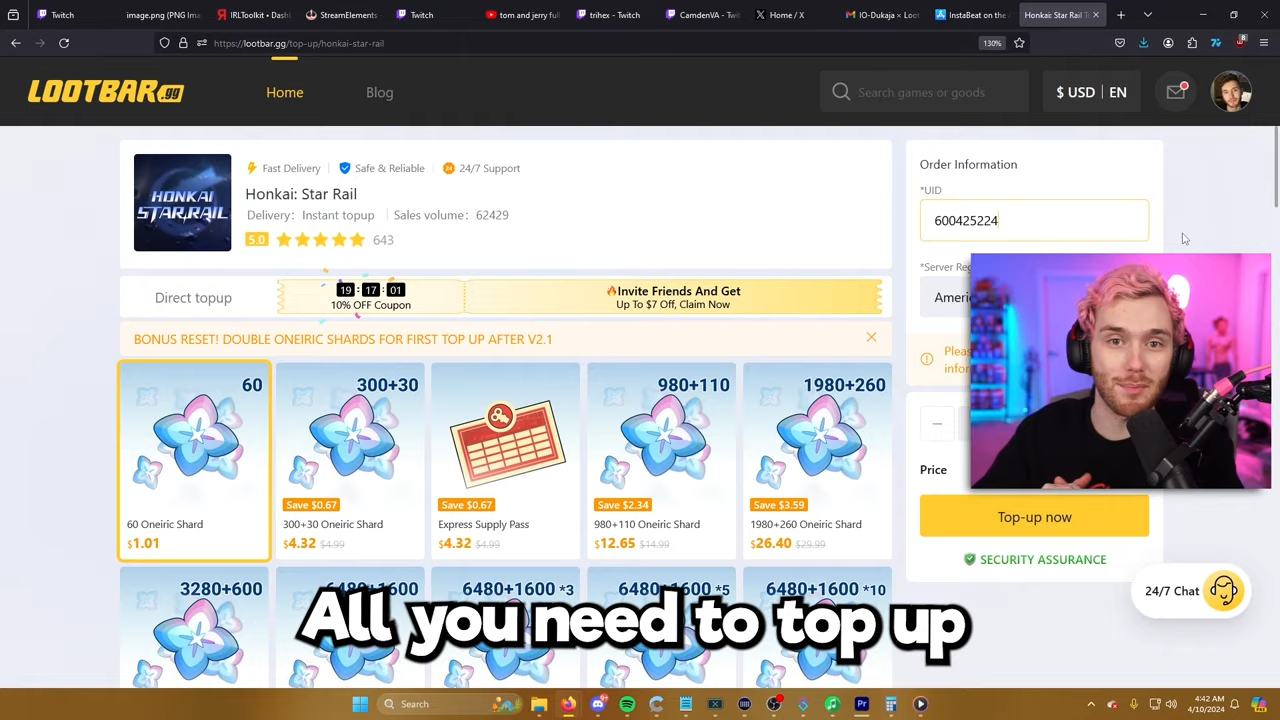 Twitch
image.png (PNG Ima
IRLToolkit • Dashi
StreamElements
Twitch
tom and jerry full
trihex - Twitch
CamdenVA - Twi
Home / X
IO-Dukaja × Loot
InstaBeat on the
Honkai: Star Rail T
https://lootbar.gg/top-up/honkai-star-rail
130%
LOOTBAR.gg
Home
Blog
Search games or goods
$ USD | EN
HONKAI
STAR RAIL
Fast Delivery
Safe & Reliable
24/7 Support
Honkai: Star Rail
Delivery: Instant topup
Sales volume: 62429
5.0
643
Direct topup
19 : 17 : 01
10% OFF Coupon
🔥Invite Friends And Get
Up To $7 Off, Claim Now
BONUS RESET! DOUBLE ONEIRIC SHARDS FOR FIRST TOP UP AFTER V2.1
60
60 Oneiric Shard
$1.01
300+30
Save $0.67
300+30 Oneiric Shard
$4.32 $4.99
Save $0.67
Express Supply Pass
$4.32 $4.99
980+110
Save $2.34
980+110 Oneiric Shard
$12.65 $14.99
1980+260
Save $3.59
1980+260 Oneiric Shard
$26.40 $29.99
3280+600
6480+1600
6480+1600 *3
6480+1600 *5
6480+1600 *10
Order Information
*UID
600425224
*Server Reg
Ameri
Pleas
infor
Price
Top-up now
SECURITY ASSURANCE
24/7 Chat
All you need to top up
Search
4:42 AM
4/10/2024